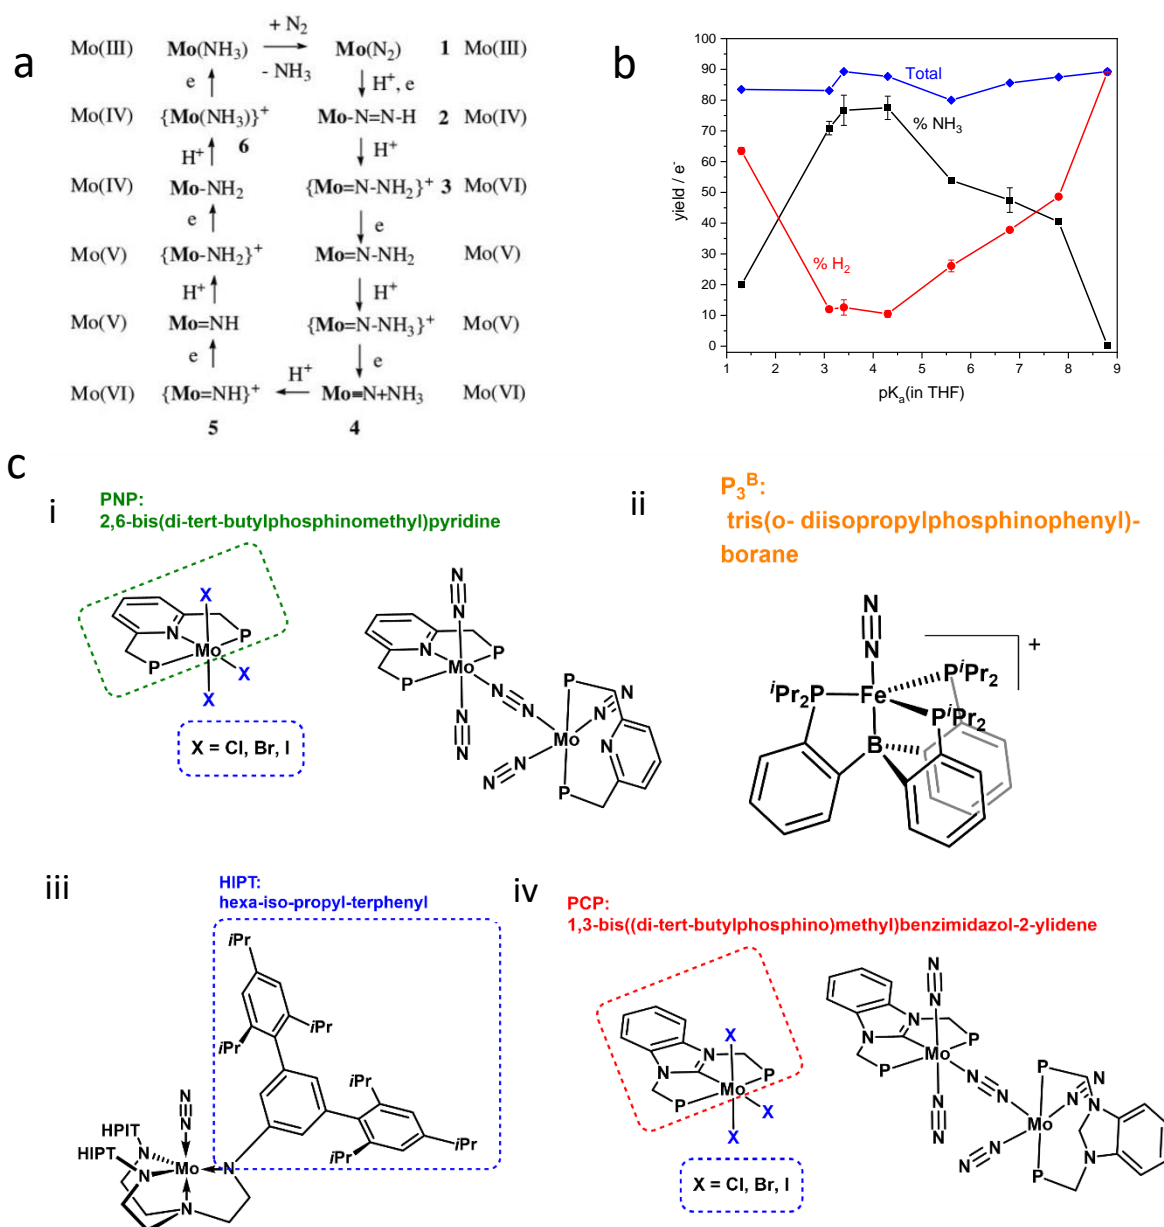 a
Mo(III) Mo(NH₃) + N₂ - NH₃ Mo(N₂) 1 Mo(III)
e H⁺, e
Mo(IV) {Mo(NH₃)}⁺ Mo-N=N-H 2 Mo(IV)
6
H⁺ H⁺
Mo(IV) Mo-NH₂ {Mo=N-NH₂}⁺ 3 Mo(VI)
e e
Mo(V) {Mo-NH₂}⁺ Mo=N-NH₂ Mo(V)
H⁺ H⁺
Mo(V) Mo=NH {Mo=N-NH₃}⁺ Mo(V)
e e
Mo(VI) {Mo=NH}⁺ H⁺ Mo≡N+NH₃ Mo(VI)
5 4
b
Total
% NH₃
% H₂
yield / e⁻
100
90
80
70
60
50
40
30
20
10
0
1 2 3 4 5 6 7 8 9
pKₐ(in THF)
c
i
PNP:
2,6-bis(di-tert-butylphosphinomethyl)pyridine
X
N P
Mo
P X
X
X = Cl, Br, I
N
N
N P
P Mo
N
N
N
N
P
N N
Mo
N
N N
P
ii
P₃ᴮ:
tris(o- diisopropylphosphinophenyl)-
borane
N
N
+
ⁱPr₂P Fe PⁱPr₂
PⁱPr₂
B
iii
HIPT:
hexa-iso-propyl-terphenyl
iPr
iPr
iPr
iPr
iPr
iPr
N
N
HPIT
HIPT
N
N Mo N
N
iv
PCP:
1,3-bis((di-tert-butylphosphino)methyl)benzimidazol-2-ylidene
X
N
N P
Mo
P X
X
X = Cl, Br, I
N
N
N
N P
P Mo
N
N
N
N
P
N N
N
Mo
N
N N
P